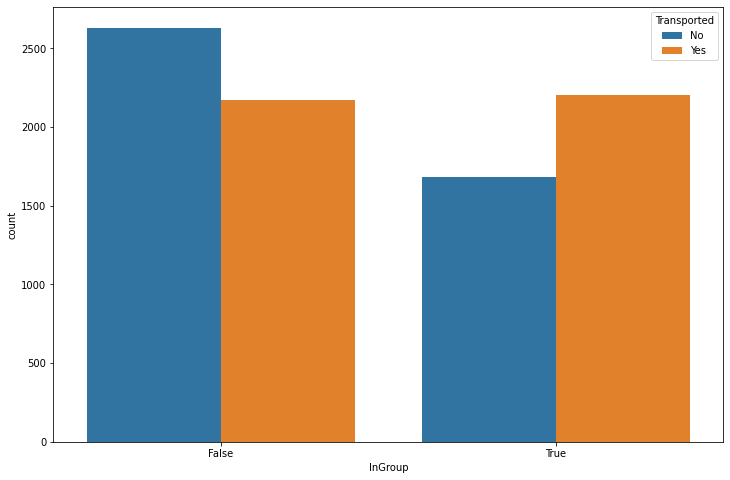 Transported
No
Yes
2500
2000
1500
1000
500
0
count
False
True
InGroup